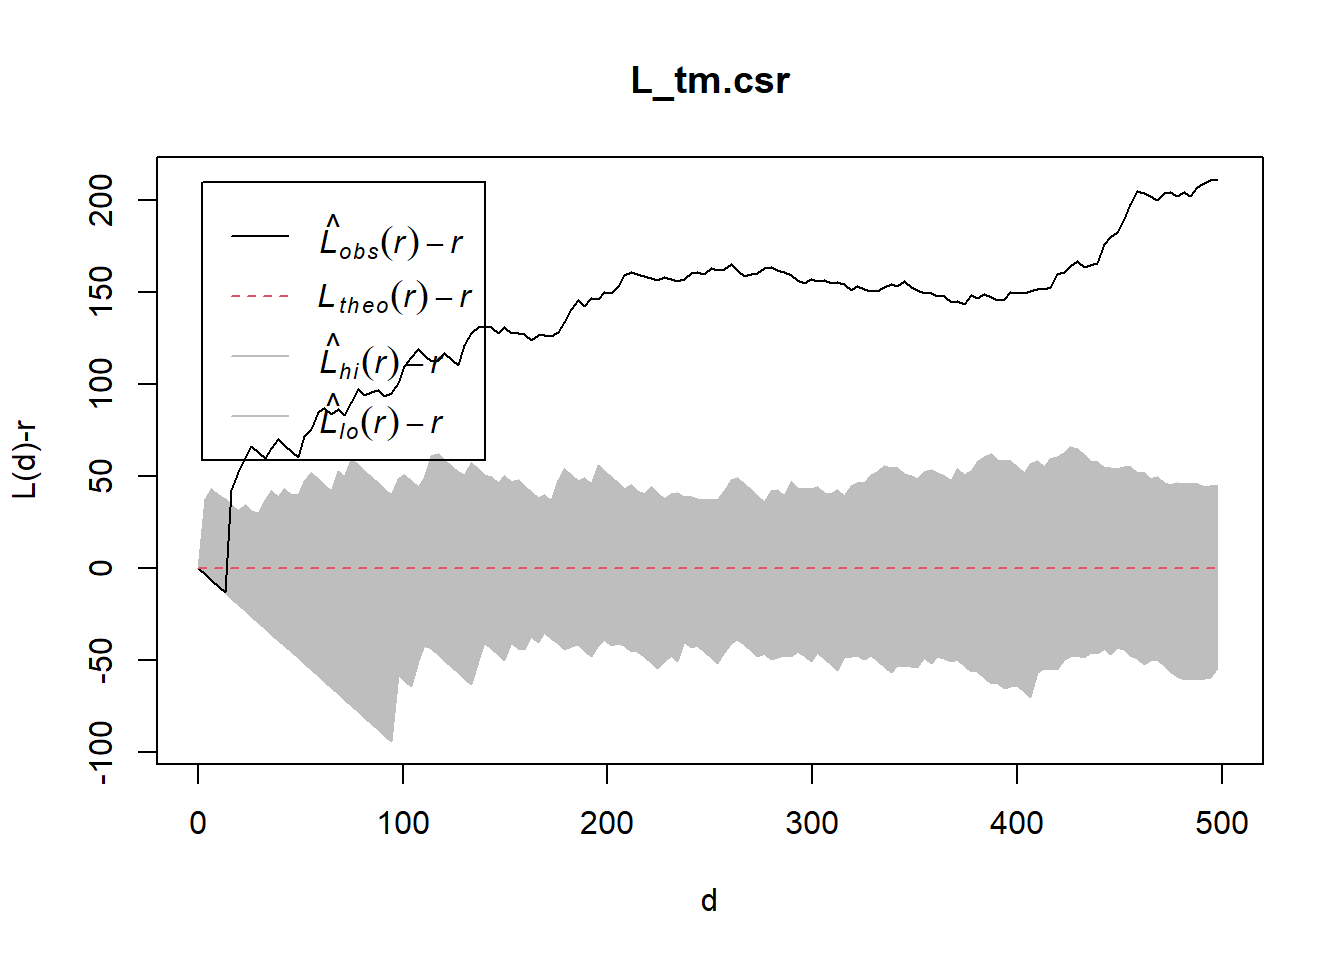 L_tm.csr
L̂obs(r) − r
Ltheo(r) − r
L̂hi(r) − r
L̂lo(r) − r
L(d)-r
200
150
100
50
0
-50
-100
0 100 200 300 400 500
d